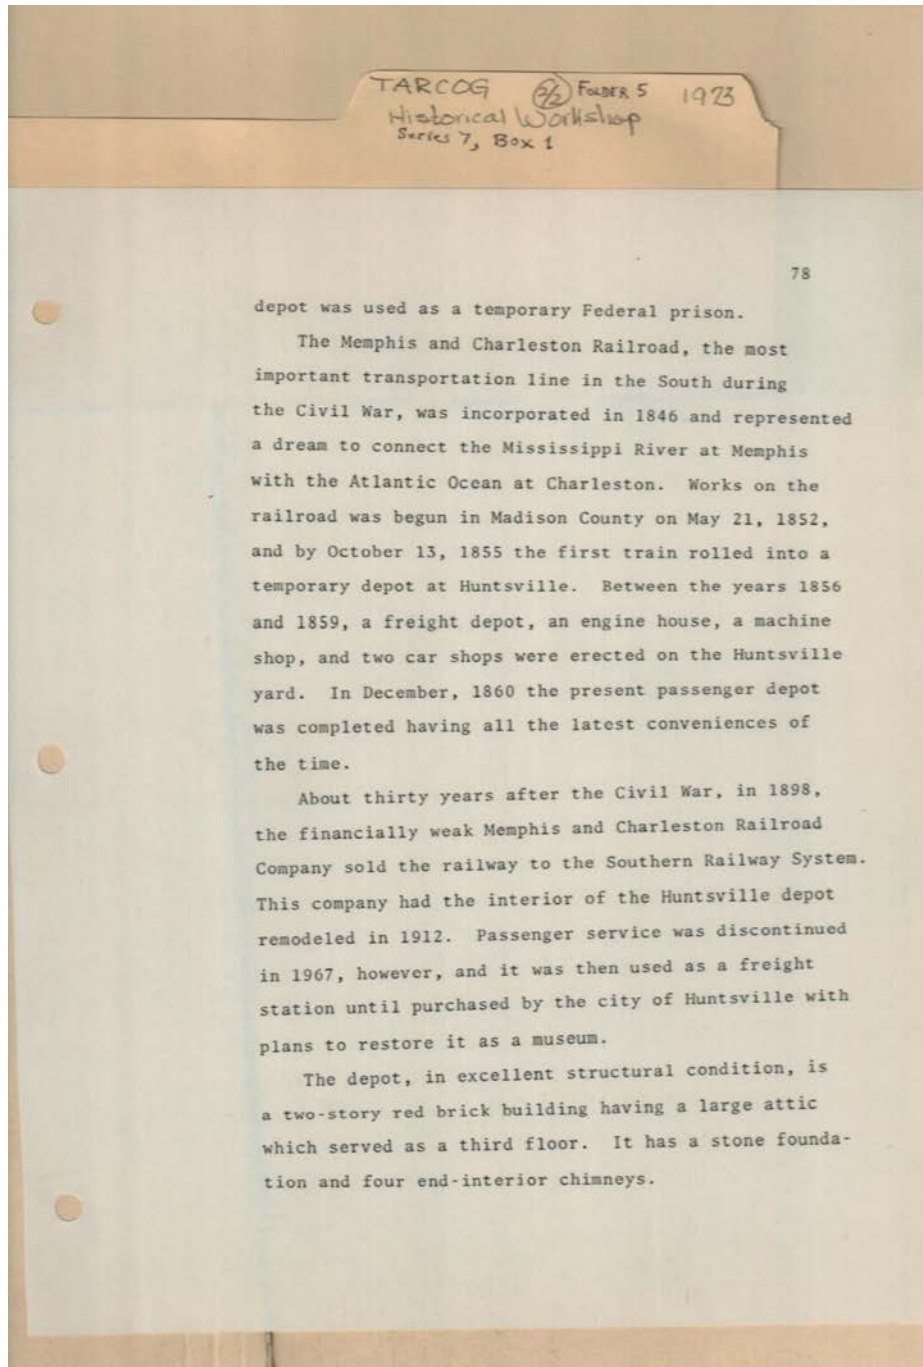 TARCOG 2/2 FOLDER 5 1973
Historical Workshop
Series 7, Box 1
78
depot was used as a temporary Federal prison.
The Memphis and Charleston Railroad, the most
important transportation line in the South during
the Civil War, was incorporated in 1846 and represented
a dream to connect the Mississippi River at Memphis
with the Atlantic Ocean at Charleston. Works on the
railroad was begun in Madison County on May 21, 1852,
and by October 13, 1855 the first train rolled into a
temporary depot at Huntsville. Between the years 1856
and 1859, a freight depot, an engine house, a machine
shop, and two car shops were erected on the Huntsville
yard. In December, 1860 the present passenger depot
was completed having all the latest conveniences of
the time.
About thirty years after the Civil War, in 1898,
the financially weak Memphis and Charleston Railroad
Company sold the railway to the Southern Railway System.
This company had the interior of the Huntsville depot
remodeled in 1912. Passenger service was discontinued
in 1967, however, and it was then used as a freight
station until purchased by the city of Huntsville with
plans to restore it as a museum.
The depot, in excellent structural condition, is
a two-story red brick building having a large attic
which served as a third floor. It has a stone founda-
tion and four end-interior chimneys.